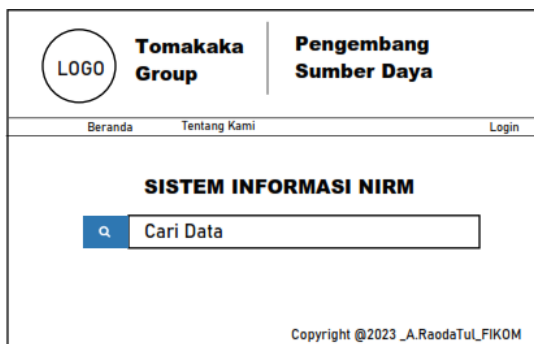 LOGO
Tomakaka
Group
Pengembang
Sumber Daya
Beranda Tentang Kami Login
SISTEM INFORMASI NIRM
Cari Data
Copyright @2023 _A.RaodaTul_FIKOM